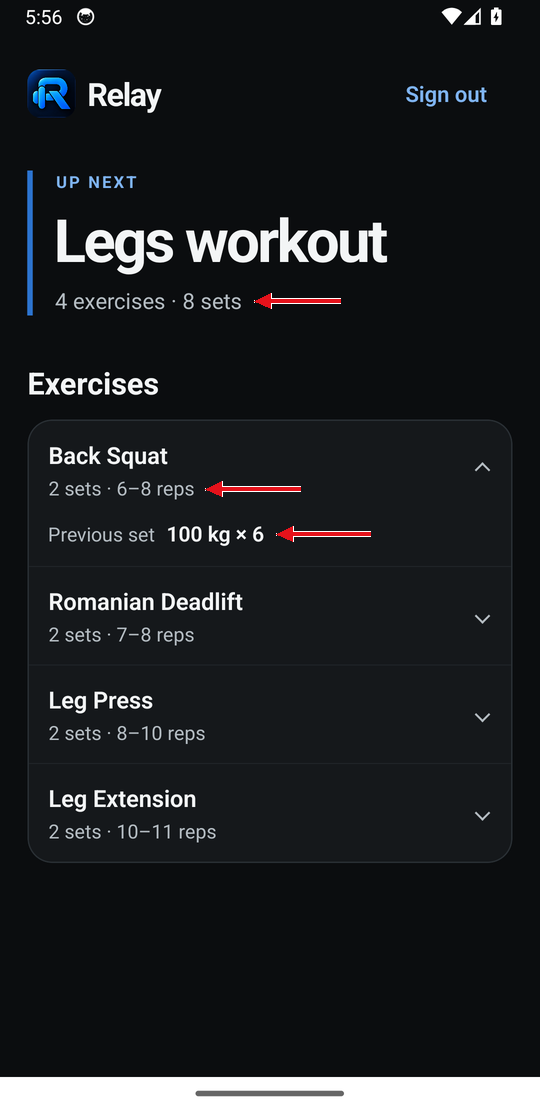 5:56
Relay
Sign out
UP NEXT
Legs workout
4 exercises · 8 sets
Exercises
Back Squat
2 sets · 6–8 reps
Previous set 100 kg × 6
Romanian Deadlift
2 sets · 7–8 reps
Leg Press
2 sets · 8–10 reps
Leg Extension
2 sets · 10–11 reps